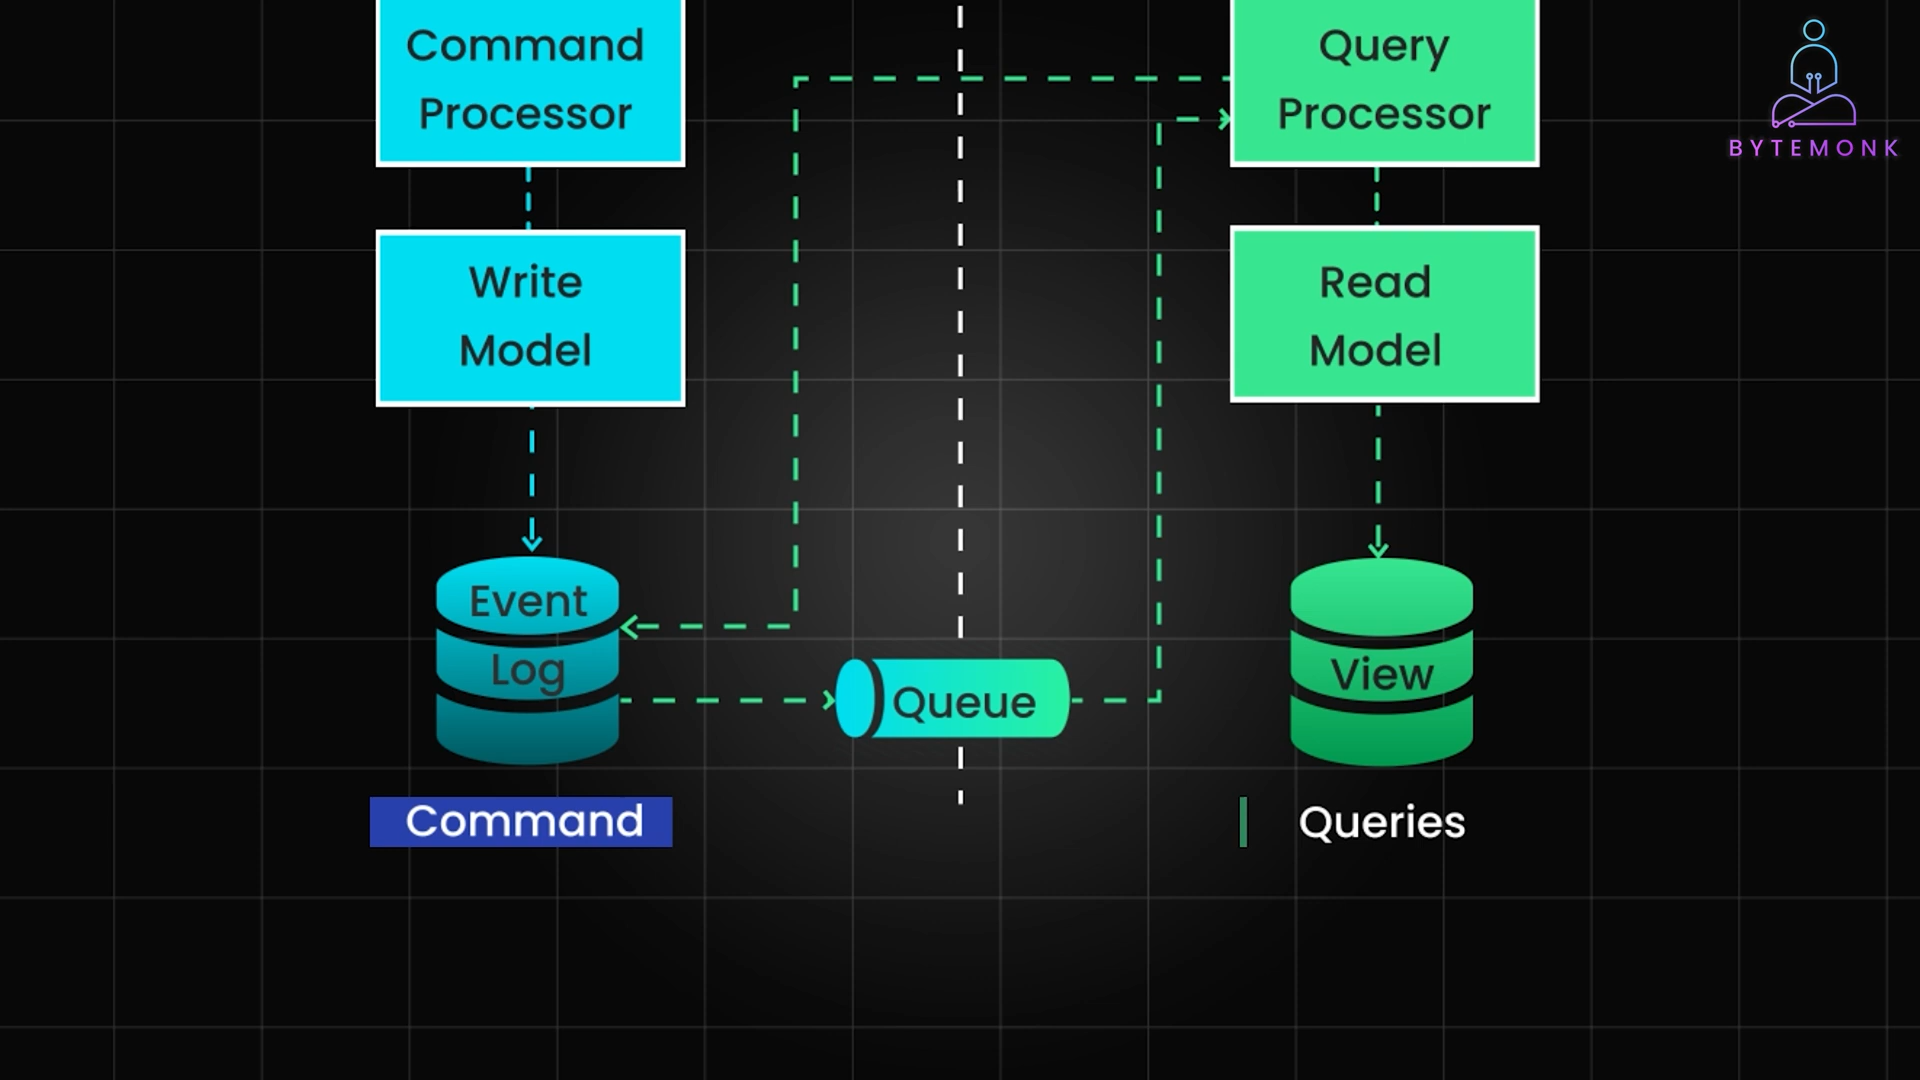 Command
Processor
Query
Processor
BYTEMONK
Write
Model
Read
Model
Event
Log
Queue
View
Command
Queries